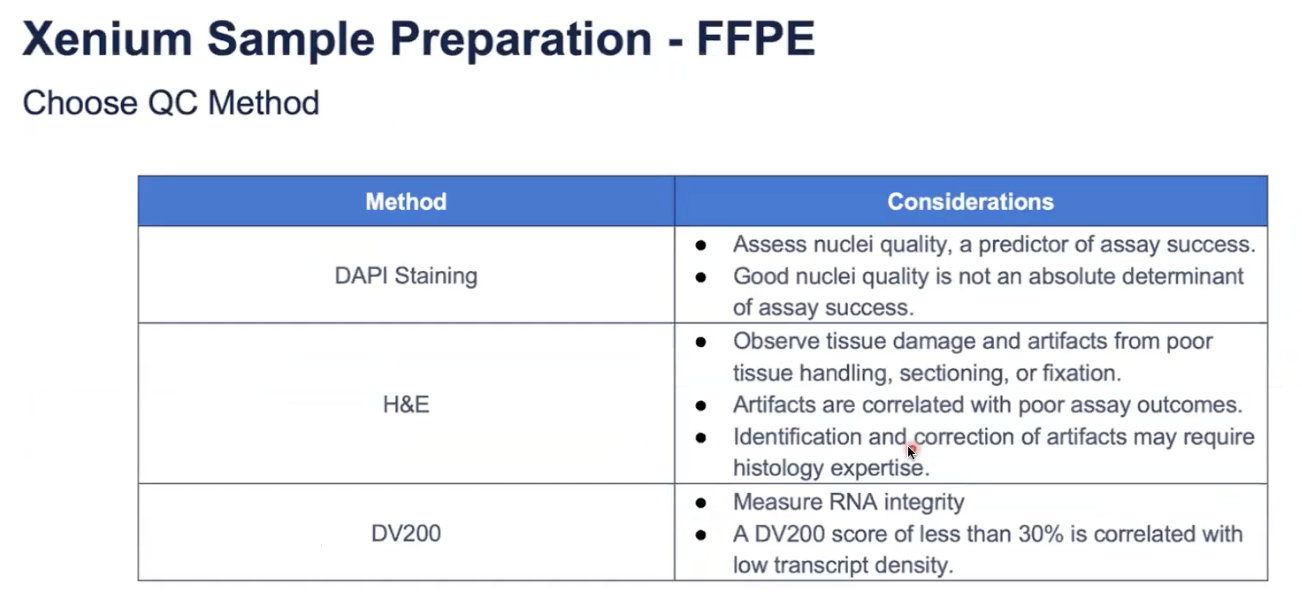 Xenium Sample Preparation - FFPE
Choose QC Method
Method
Considerations
DAPI Staining
● Assess nuclei quality, a predictor of assay success.
● Good nuclei quality is not an absolute determinant
of assay success.
H&E
● Observe tissue damage and artifacts from poor
tissue handling, sectioning, or fixation.
● Artifacts are correlated with poor assay outcomes.
● Identification and correction of artifacts may require
histology expertise.
DV200
● Measure RNA integrity
● A DV200 score of less than 30% is correlated with
low transcript density.